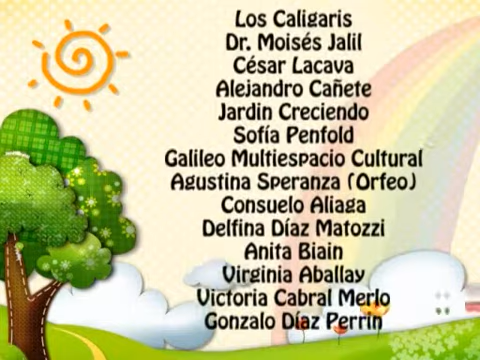 Los Caligaris
Dr. Moisés Jalil
César Lacava
Alejandro Cañete
Jardin Creciendo
Sofía Penfold
Galileo Multiespacio Cultural
Agustina Speranza (Orfeo)
Consuelo Aliaga
Delfina Díaz Matozzi
Anita Biain
Virginia Aballay
Victoria Cabral Merlo
Gonzalo Díaz Perrin